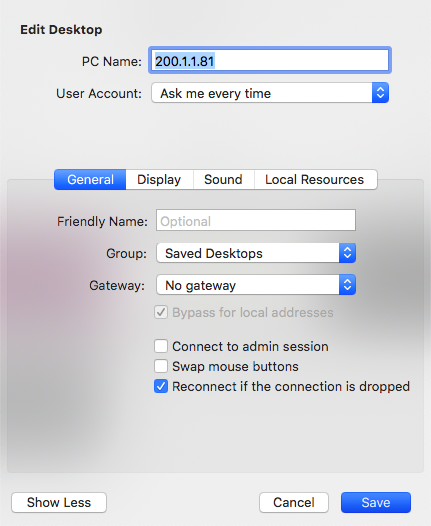 Edit Desktop
PC Name: 200.1.1.81
User Account: Ask me every time
General Display Sound Local Resources
Friendly Name: Optional
Group: Saved Desktops
Gateway: No gateway
Bypass for local addresses
Connect to admin session
Swap mouse buttons
Reconnect if the connection is dropped
Show Less Cancel Save